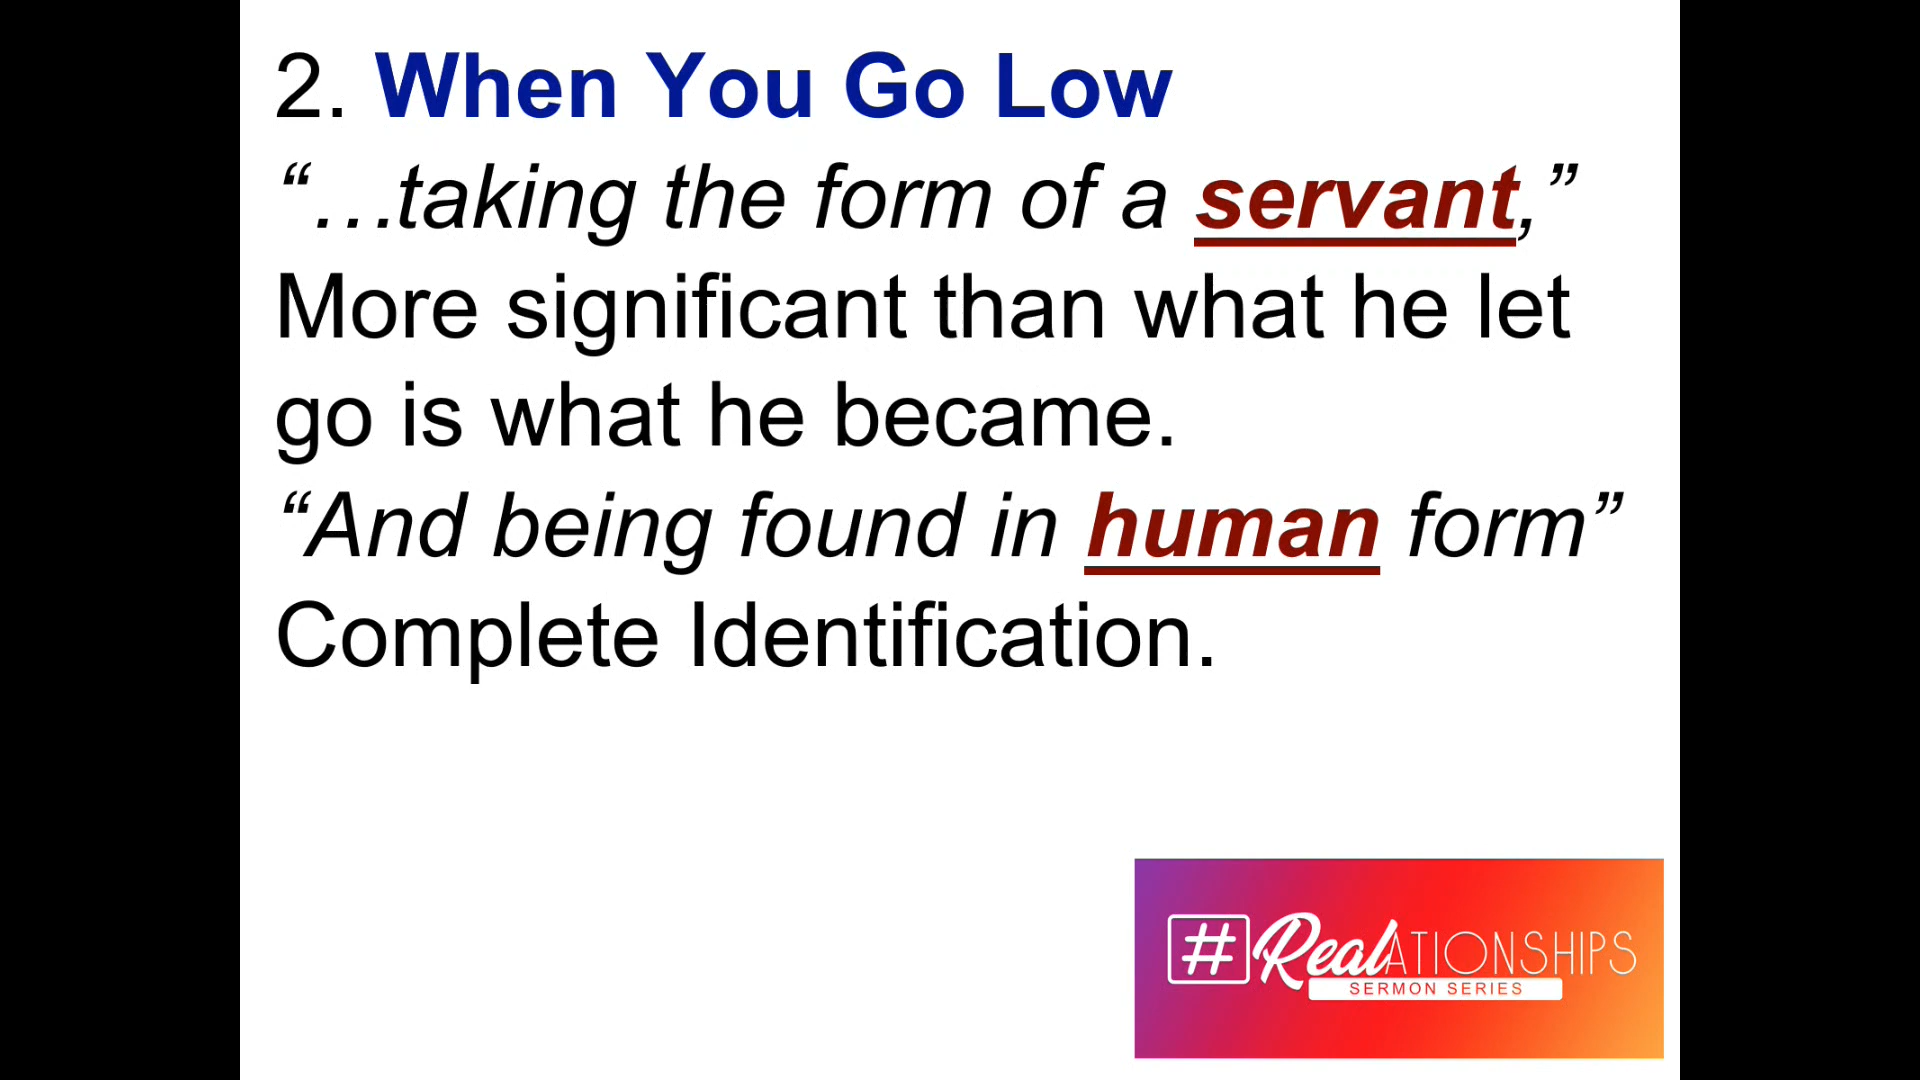 2. When You Go Low
“…taking the form of a servant,”
More significant than what he let
go is what he became.
“And being found in human form”
Complete Identification.
#RealATIONSHIPS
SERMON SERIES